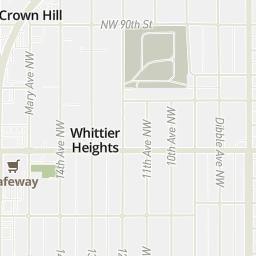 Crown Hill
NW 90th St
Mary Ave NW
14th Ave NW
Whittier
Heights
11th Ave NW
10th Ave NW
Dibble Ave NW
afeway